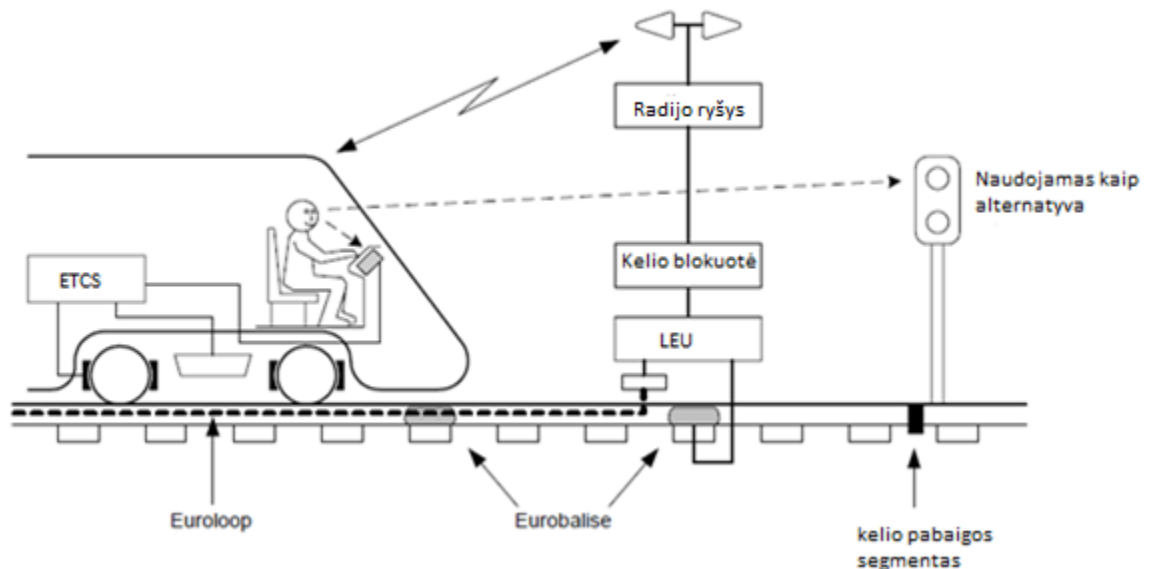 Radijo ryšys
Naudojamas kaip
alternatyva
Kelio blokuotė
ETCS
LEU
Euroloop
Eurobalise
kelio pabaigos
segmentas